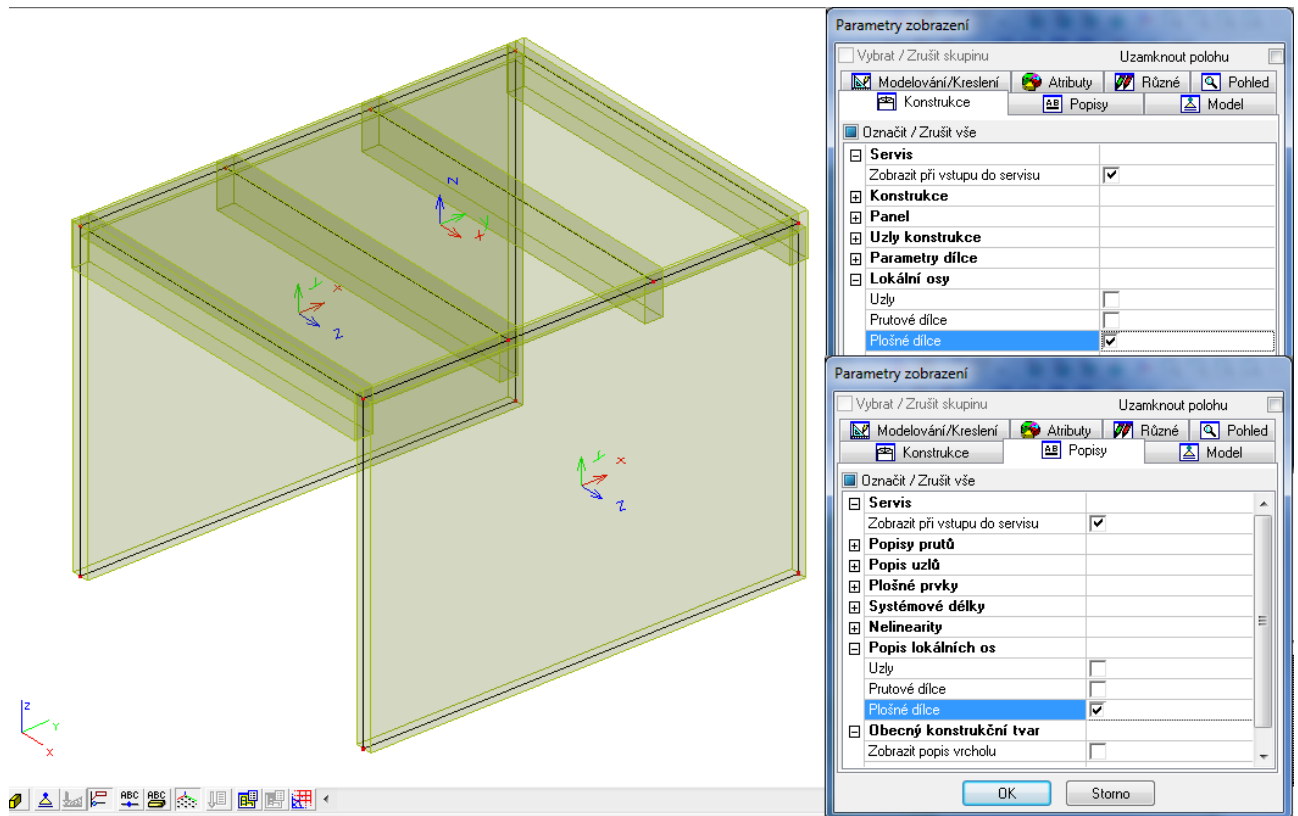 Z
Y
X
y
x
z
y
x
z
y
x
z
ABC
ABC
Parametry zobrazení
Vybrat / Zrušit skupinu
Uzamknout polohu
Modelování/Kreslení
Atributy
Různé
Pohled
Konstrukce
Popisy
Model
Označit / Zrušit vše
Servis
Zobrazit při vstupu do servisu
Konstrukce
Panel
Uzly konstrukce
Parametry dílce
Lokální osy
Uzly
Prutové dílce
Plošné dílce
Parametry zobrazení
Vybrat / Zrušit skupinu
Uzamknout polohu
Modelování/Kreslení
Atributy
Různé
Pohled
Konstrukce
Popisy
Model
Označit / Zrušit vše
Servis
Zobrazit při vstupu do servisu
Popisy prutů
Popis uzlů
Plošné prvky
Systémové délky
Nelinearity
Popis lokálních os
Uzly
Prutové dílce
Plošné dílce
Obecný konstrukční tvar
Zobrazit popis vrcholu
OK
Storno